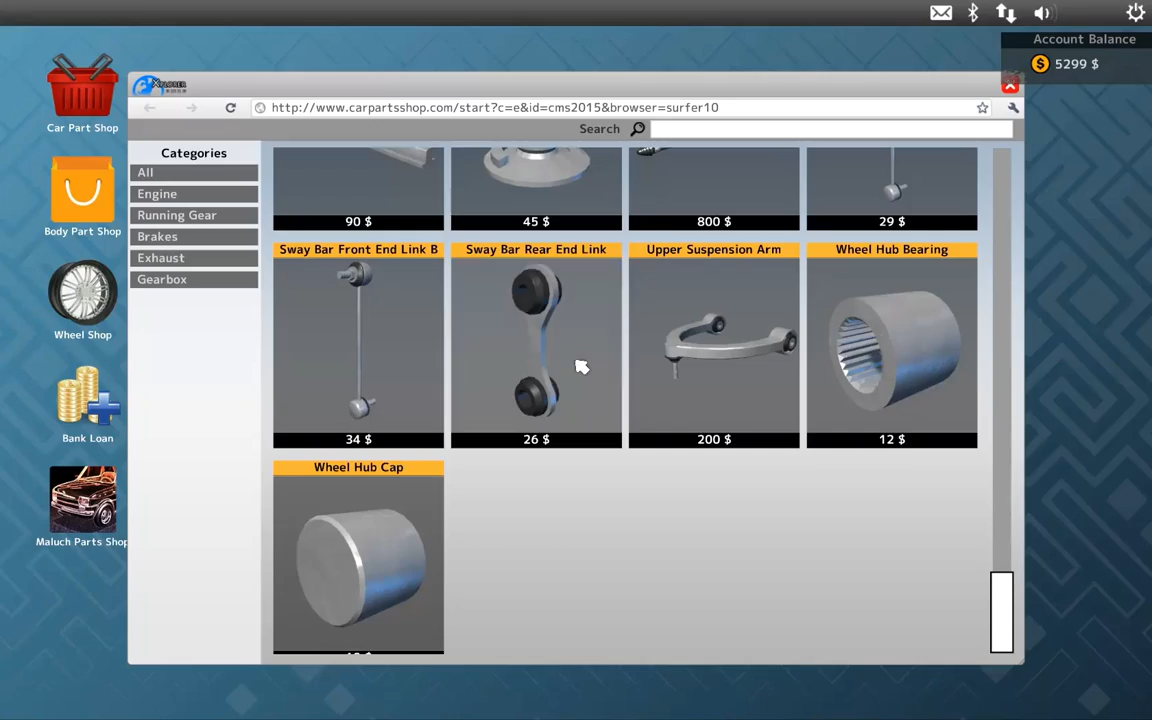 Account Balance
5299 $
http://www.carpartsshop.com/start?c=e&id=cms2015&browser=surfer10
Search
Car Part Shop
Body Part Shop
Wheel Shop
Bank Loan
Maluch Parts Shop
Categories
All
Engine
Running Gear
Brakes
Exhaust
Gearbox
90 $
45 $
800 $
29 $
Sway Bar Front End Link B
Sway Bar Rear End Link
Upper Suspension Arm
Wheel Hub Bearing
34 $
26 $
200 $
12 $
Wheel Hub Cap